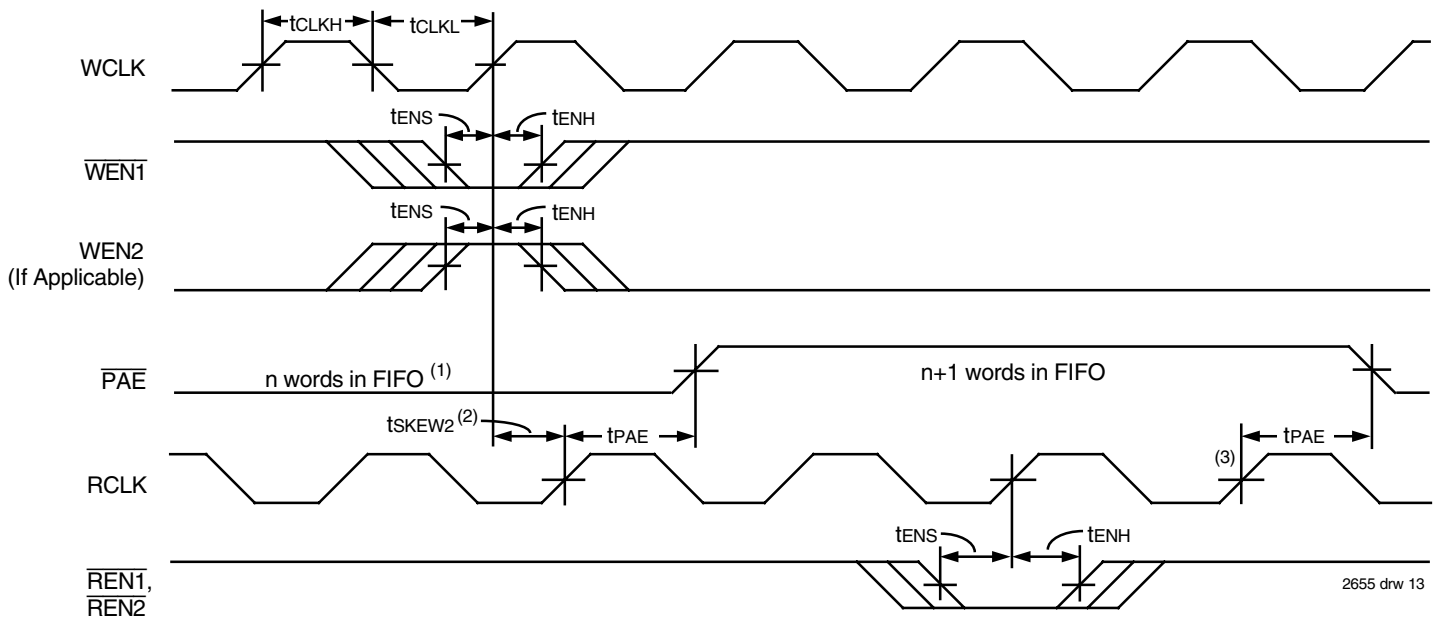 tCLKH tCLKL
WCLK
tENS tENH
WEN1
tENS tENH
WEN2
(If Applicable)
PAE
n words in FIFO (1)
n+1 words in FIFO
tSKEW2 (2)
tPAE
tPAE
(3)
RCLK
tENS tENH
REN1,
REN2
2655 drw 13